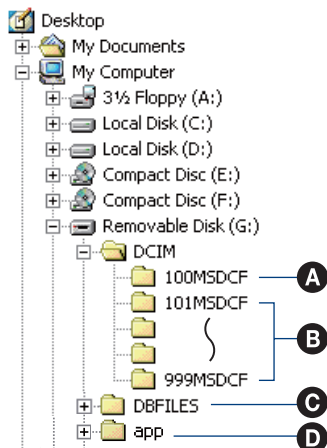 Desktop
My Documents
My Computer
3½ Floppy (A:)
Local Disk (C:)
Local Disk (D:)
Compact Disc (E:)
Compact Disc (F:)
Removable Disk (G:)
DCIM
100MSDCF A
101MSDCF
B
999MSDCF
DBFILES C
app D